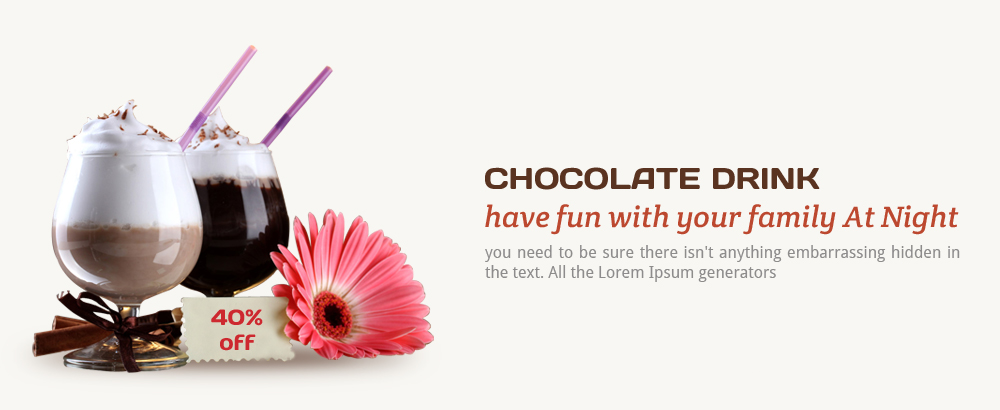 40%
off
CHOCOLATE DRINK
have fun with your family At Night
you need to be sure there isn't anything embarrassing hidden in
the text. All the Lorem Ipsum generators